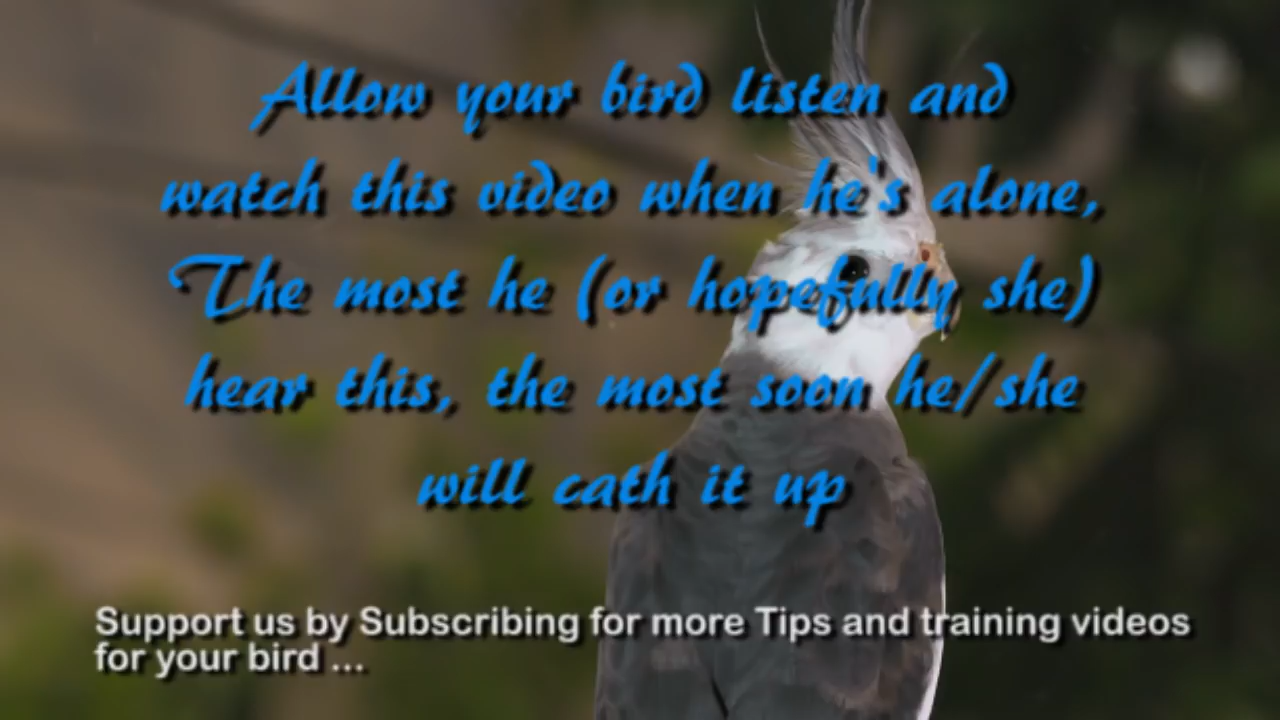 Allow your bird listen and
watch this video when he's alone,
The most he (or hopefully she)
hear this, the most soon he/she
will cath it up
Support us by Subscribing for more Tips and training videos
for your bird ...